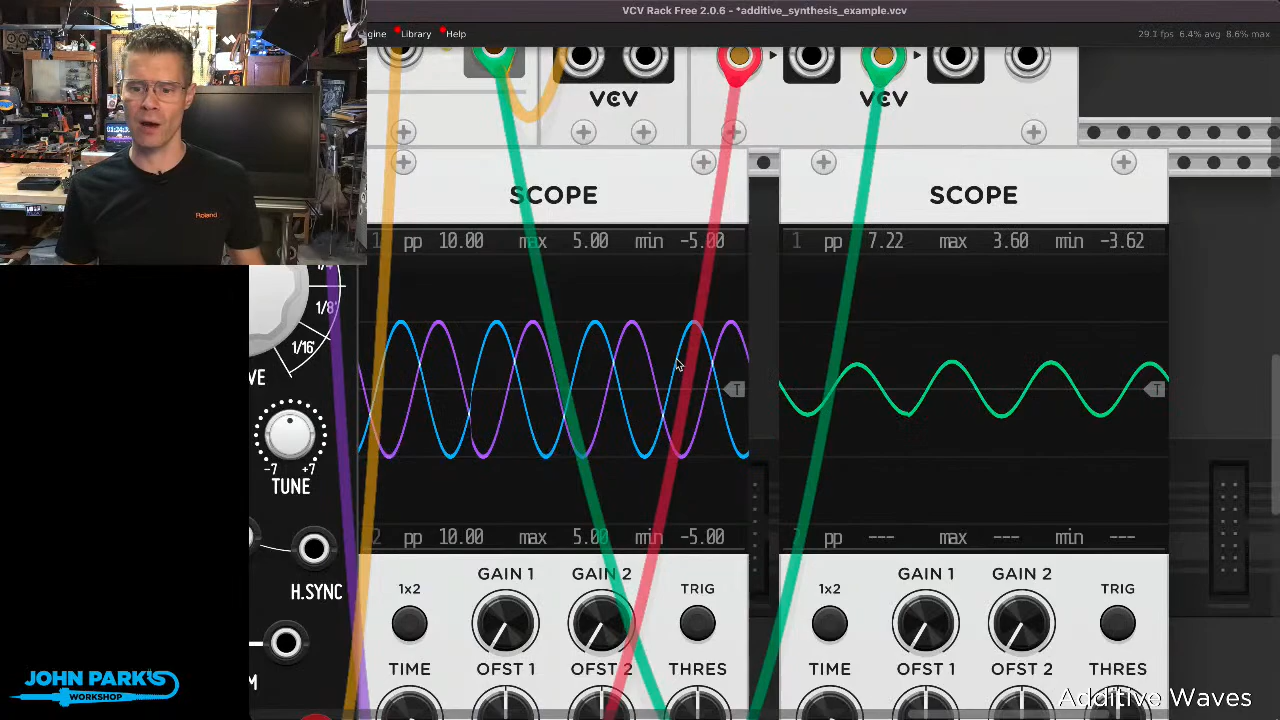 VCV Rack Free 2.0.6 - *additive_synthesis_example.vcv
gine Library Help
29.1 fps 6.4% avg 8.6% max
VCV VCV
SCOPE SCOPE
1 pp 10.00 max 5.00 min -5.00
1 pp 7.22 max 3.60 min -3.62
Roland
1/4
1/8'
1/16'
VE
T
T
-7 +7
TUNE
2 pp 10.00 max 5.00 min -5.00
2 pp --- max --- min ---
H.SYNC
M
1x2 GAIN 1 GAIN 2 TRIG
1x2 GAIN 1 GAIN 2 TRIG
TIME OFST 1 OFST 2 THRES
TIME OFST 1 OFST 2 THRES
JOHN PARK'S
WORKSHOP
Additive Waves